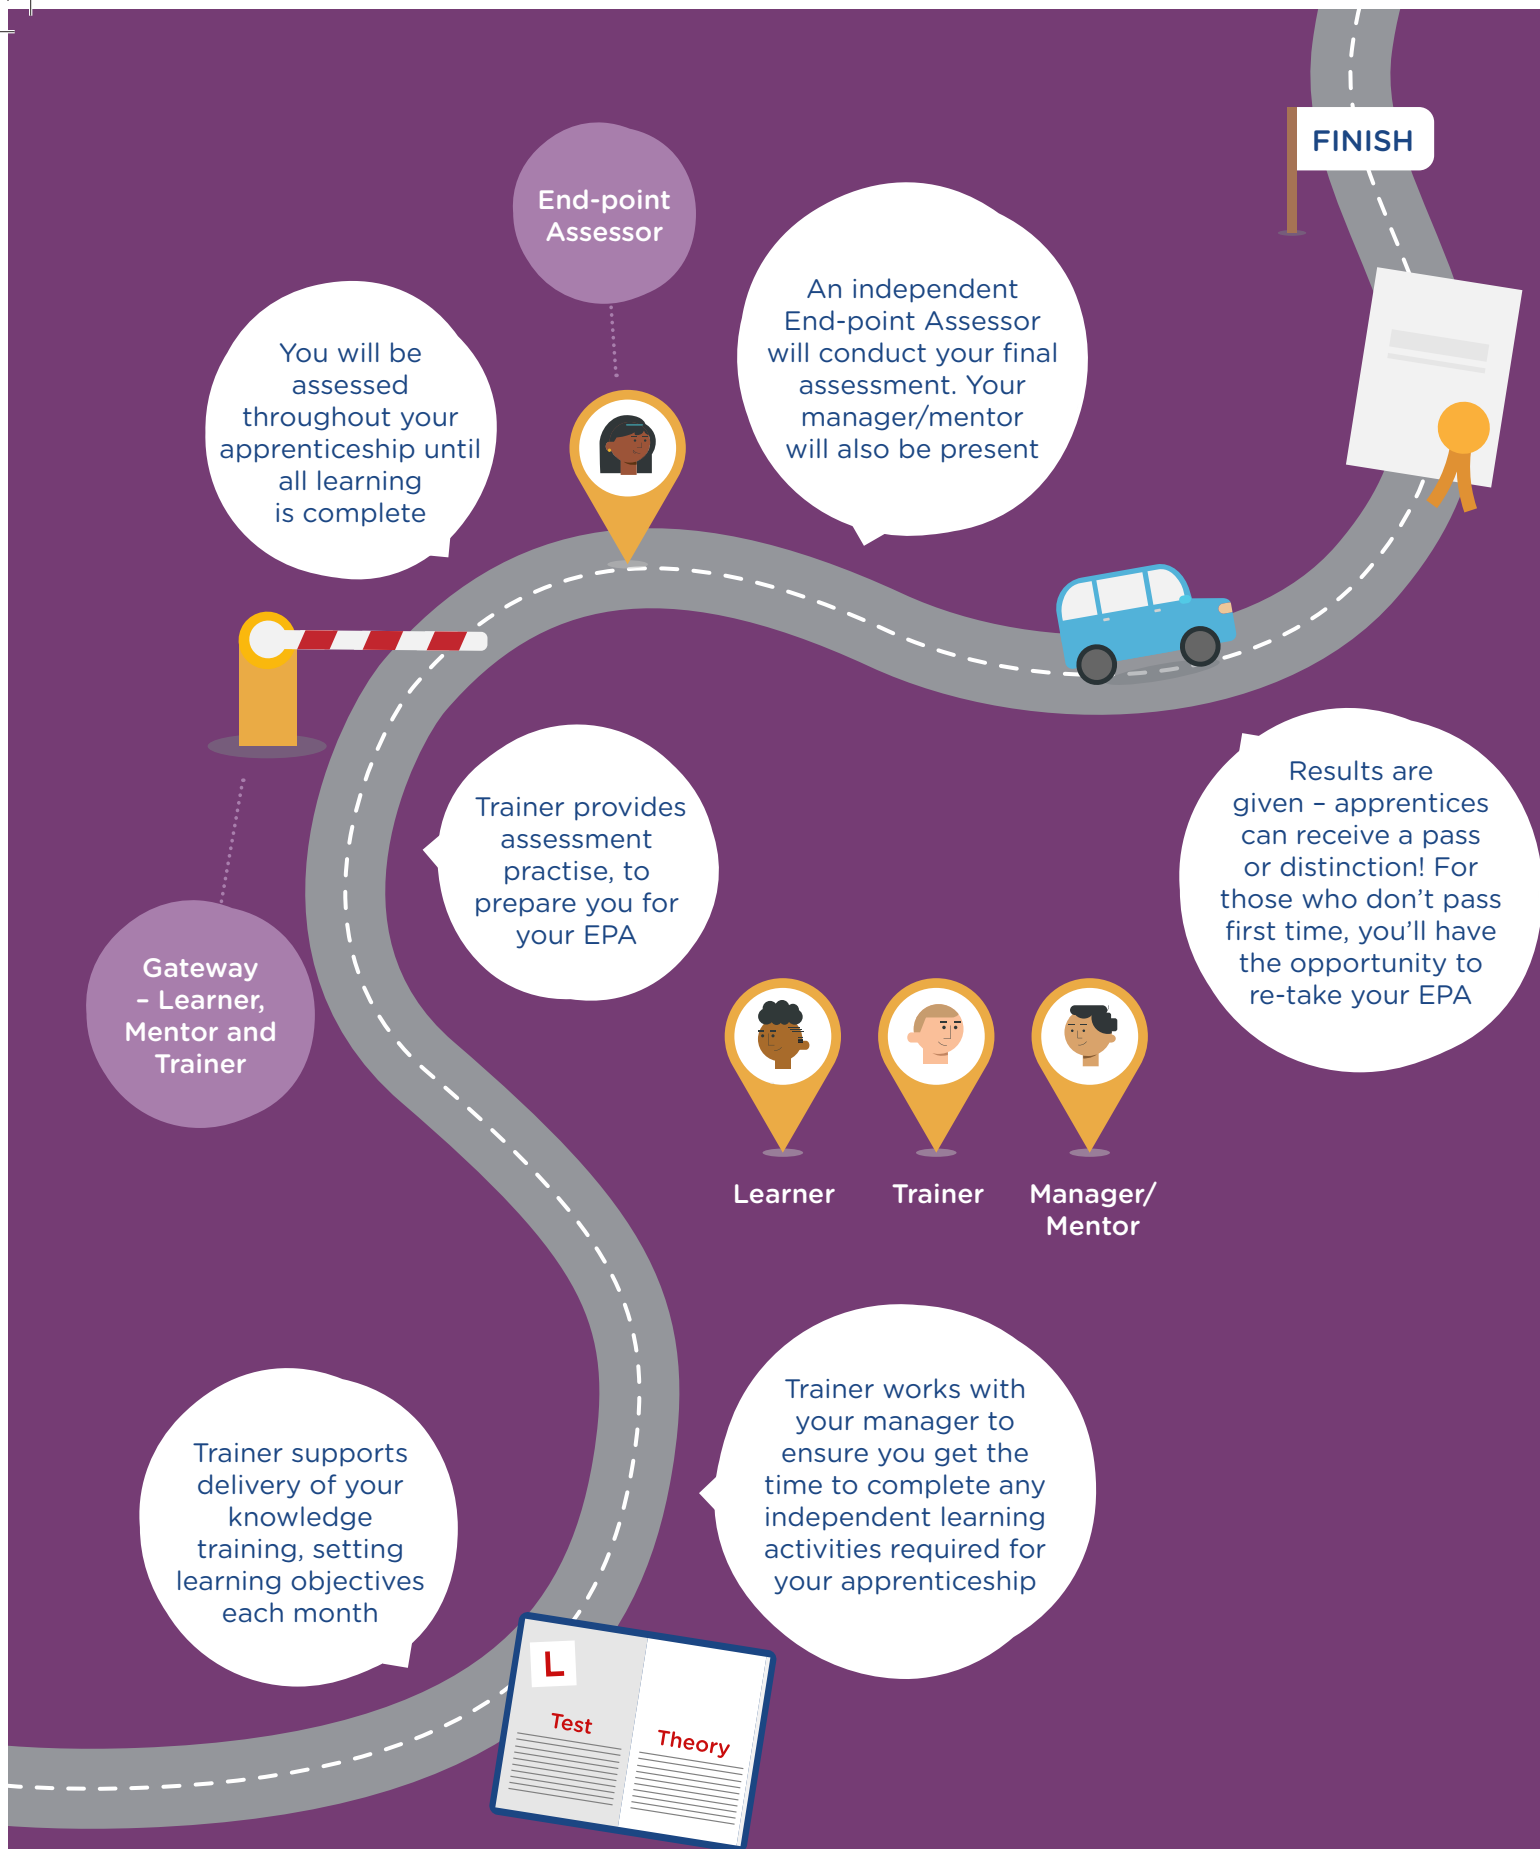 FINISH
End-point
Assessor
An independent
End-point Assessor
will conduct your final
assessment. Your
manager/mentor
will also be present
You will be
assessed
throughout your
apprenticeship until
all learning
is complete
Trainer provides
assessment
practise, to
prepare you for
your EPA
Results are
given – apprentices
can receive a pass
or distinction! For
those who don’t pass
first time, you’ll have
the opportunity to
re-take your EPA
Gateway
– Learner,
Mentor and
Trainer
Learner
Trainer
Manager/
Mentor
Trainer works with
your manager to
ensure you get the
time to complete any
independent learning
activities required for
your apprenticeship
Trainer supports
delivery of your
knowledge
training, setting
learning objectives
each month
L
Test
Theory